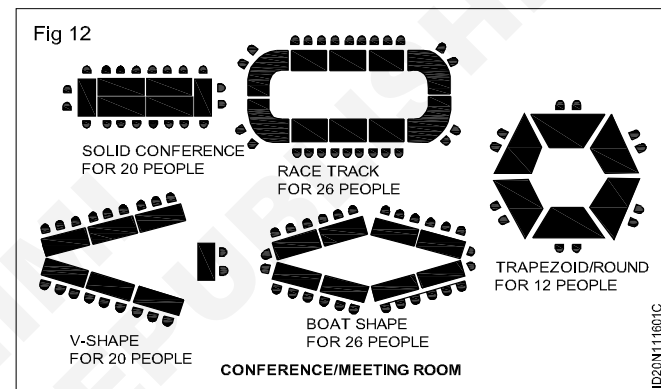 Fig 12
SOLID CONFERENCE
FOR 20 PEOPLE
RACE TRACK
FOR 26 PEOPLE
TRAPEZOID/ROUND
FOR 12 PEOPLE
V-SHAPE
FOR 20 PEOPLE
BOAT SHAPE
FOR 26 PEOPLE
CONFERENCE/MEETING ROOM
ID20N111601C